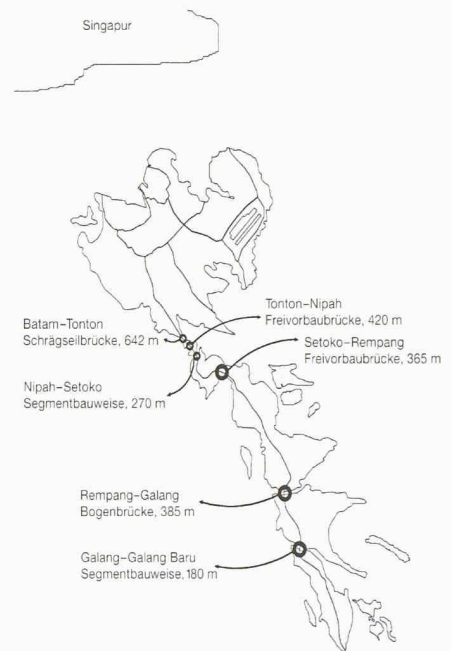 Singapur
Tonton–Nipah
Freivorbaubrücke, 420 m
Batam–Tonton
Schrägseilbrücke, 642 m
Setoko–Rempang
Freivorbaubrücke, 365 m
Nipah–Setoko
Segmentbauweise, 270 m
Rempang–Galang
Bogenbrücke, 385 m
Galang–Galang Baru
Segmentbauweise, 180 m